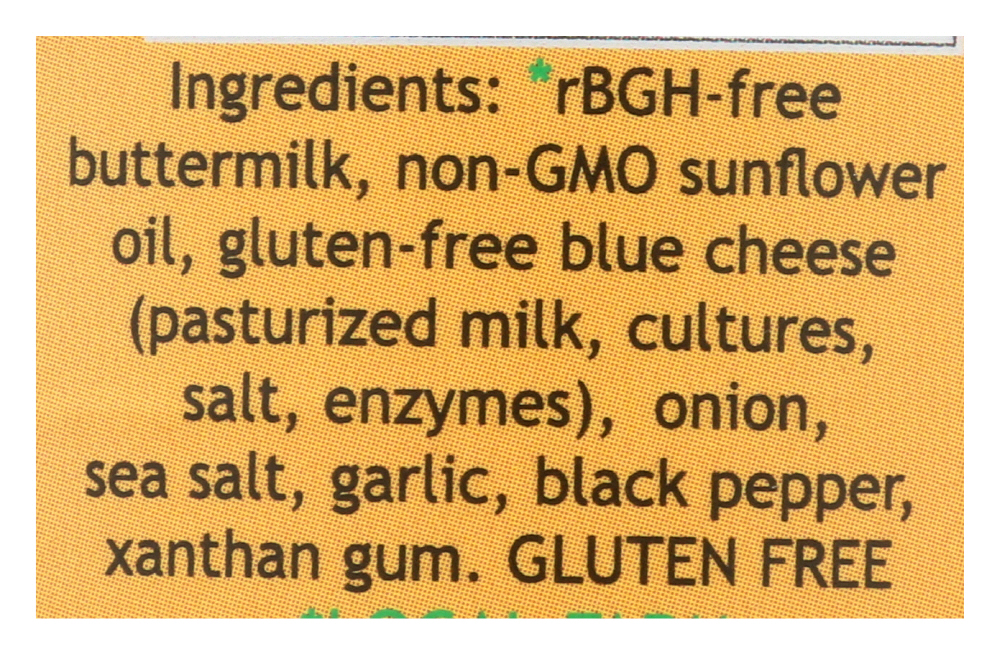 Ingredients: *rBGH-free
buttermilk, non-GMO sunflower
oil, gluten-free blue cheese
(pasturized milk, cultures,
salt, enzymes), onion,
sea salt, garlic, black pepper,
xanthan gum. GLUTEN FREE